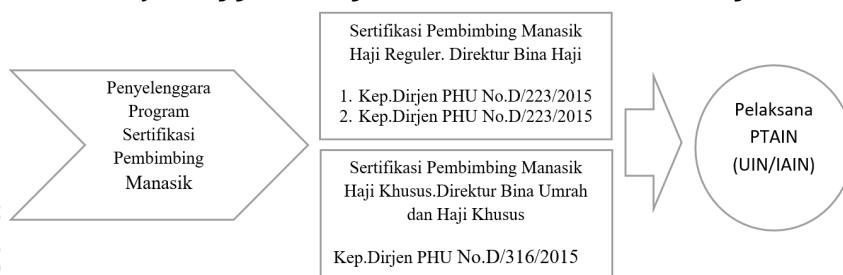 Penyelenggara
Program
Sertifikasi
Pembimbing
Manasik
Sertifikasi Pembimbing Manasik
Haji Reguler. Direktur Bina Haji
1. Kep.Dirjen PHU No.D/223/2015
2. Kep.Dirjen PHU No.D/223/2015
Sertifikasi Pembimbing Manasik
Haji Khusus.Direktur Bina Umrah
dan Haji Khusus
Kep.Dirjen PHU No.D/316/2015
Pelaksana
PTAIN
(UIN/IAIN)